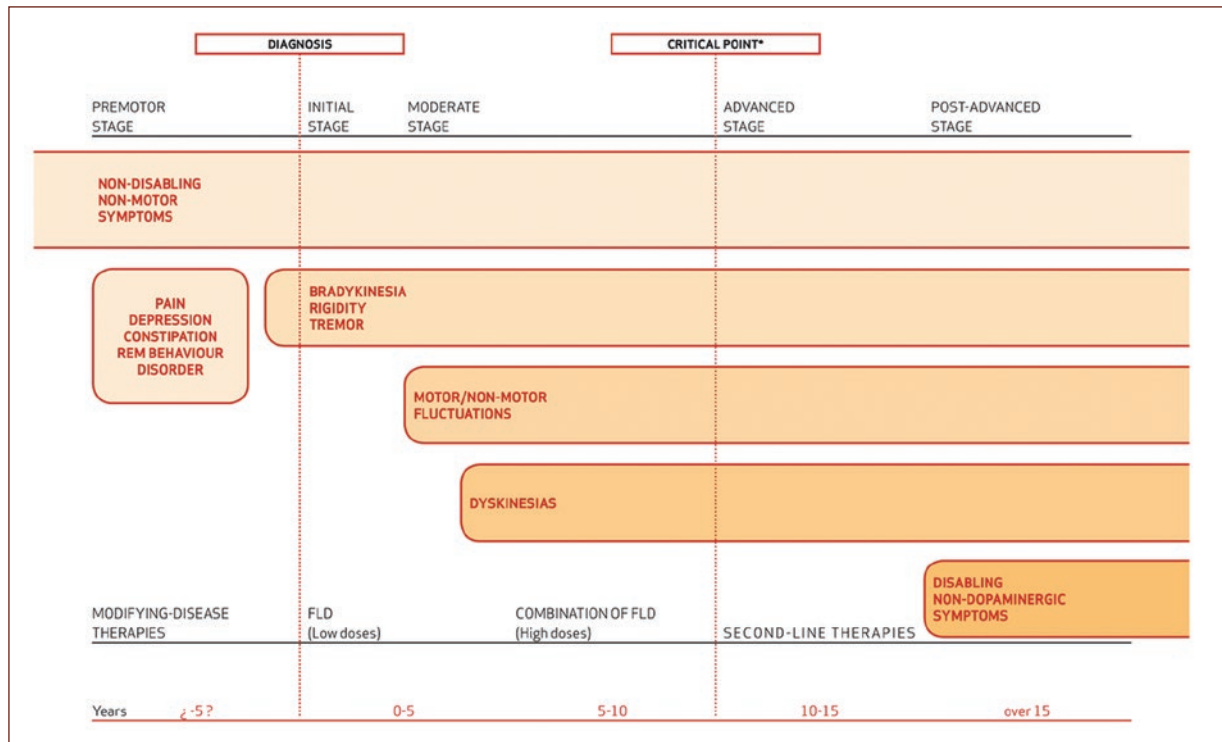 DIAGNOSIS
CRITICAL POINT*
PREMOTOR
STAGE
INITIAL
STAGE
MODERATE
STAGE
ADVANCED
STAGE
POST-ADVANCED
STAGE
NON-DISABLING
NON-MOTOR
SYMPTOMS
PAIN
DEPRESSION
CONSTIPATION
REM BEHAVIOUR
DISORDER
BRADYKINESIA
RIGIDITY
TREMOR
MOTOR/NON-MOTOR
FLUCTUATIONS
DYSKINESIAS
DISABLING
NON-DOPAMINERGIC
SYMPTOMS
MODIFYING-DISEASE
THERAPIES
FLD
(Low doses)
COMBINATION OF FLD
(High doses)
SECOND-LINE THERAPIES
Years ¿ -5 ? 0-5 5-10 10-15 over 15